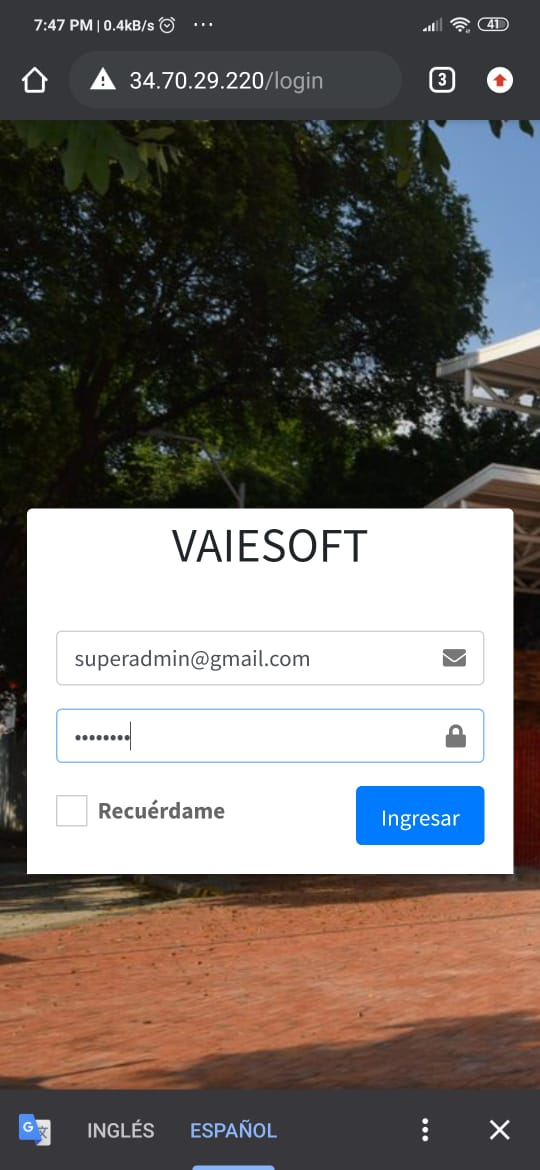 7:47 PM | 0.4kB/s ...
41
34.70.29.220/login
3
VAIESOFT
superadmin@gmail.com
••••••••
Recuérdame
Ingresar
INGLÉS ESPAÑOL